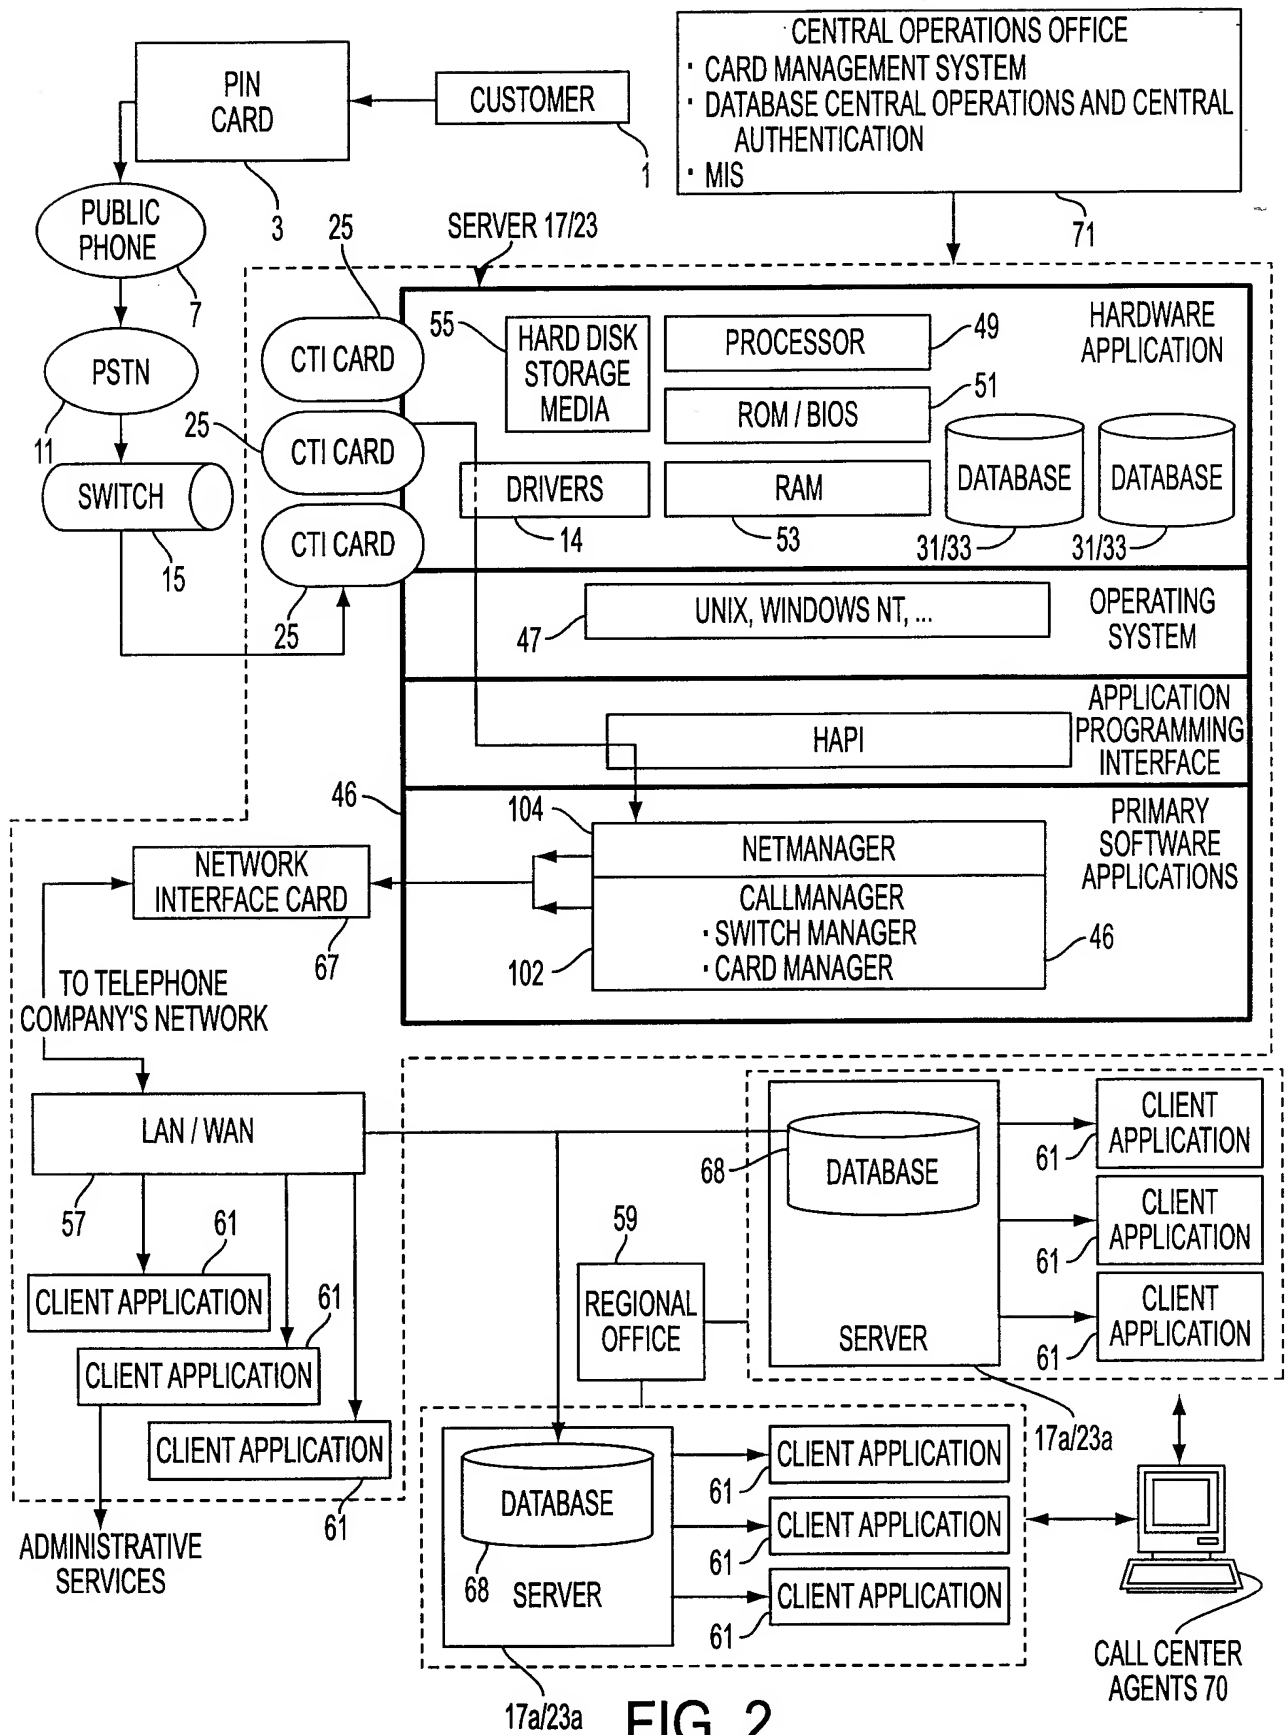 CENTRAL OPERATIONS OFFICE
· CARD MANAGEMENT SYSTEM
· DATABASE CENTRAL OPERATIONS AND CENTRAL
AUTHENTICATION
· MIS
71
PIN
CARD
3
CUSTOMER
1
PUBLIC
PHONE
7
PSTN
11
SWITCH
15
25
SERVER 17/23
CTI CARD
25
CTI CARD
CTI CARD
25
55
HARD DISK
STORAGE
MEDIA
PROCESSOR
49
HARDWARE
APPLICATION
ROM / BIOS
51
DRIVERS
14
RAM
53
DATABASE
31/33
DATABASE
31/33
47
UNIX, WINDOWS NT, ...
OPERATING
SYSTEM
HAPI
APPLICATION
PROGRAMMING
INTERFACE
46
104
NETMANAGER
PRIMARY
SOFTWARE
APPLICATIONS
CALLMANAGER
· SWITCH MANAGER
· CARD MANAGER
102
46
NETWORK
INTERFACE CARD
67
TO TELEPHONE
COMPANY'S NETWORK
LAN / WAN
57
61
CLIENT APPLICATION
61
CLIENT APPLICATION
CLIENT APPLICATION
61
ADMINISTRATIVE
SERVICES
59
REGIONAL
OFFICE
68
DATABASE
SERVER
17a/23a
CLIENT
APPLICATION
61
CLIENT
APPLICATION
61
CLIENT
APPLICATION
61
DATABASE
68
SERVER
17a/23a
CLIENT APPLICATION
61
CLIENT APPLICATION
61
CLIENT APPLICATION
61
CALL CENTER
AGENTS 70
FIG. 2